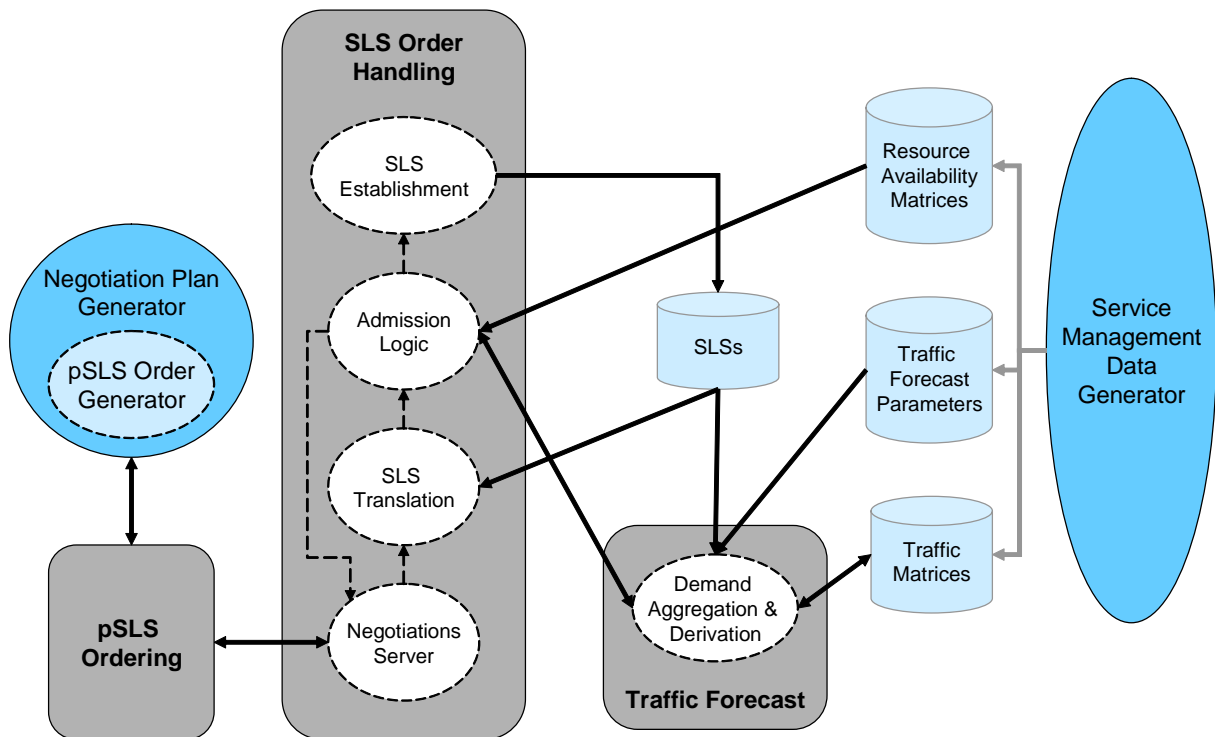 SLS Order
Handling
SLS
Establishment
Admission
Logic
SLS
Translation
Negotiations
Server
Negotiation Plan
Generator
pSLS Order
Generator
pSLS
Ordering
SLSs
Demand
Aggregation &
Derivation
Traffic Forecast
Resource
Availability
Matrices
Traffic
Forecast
Parameters
Traffic
Matrices
Service
Management
Data
Generator